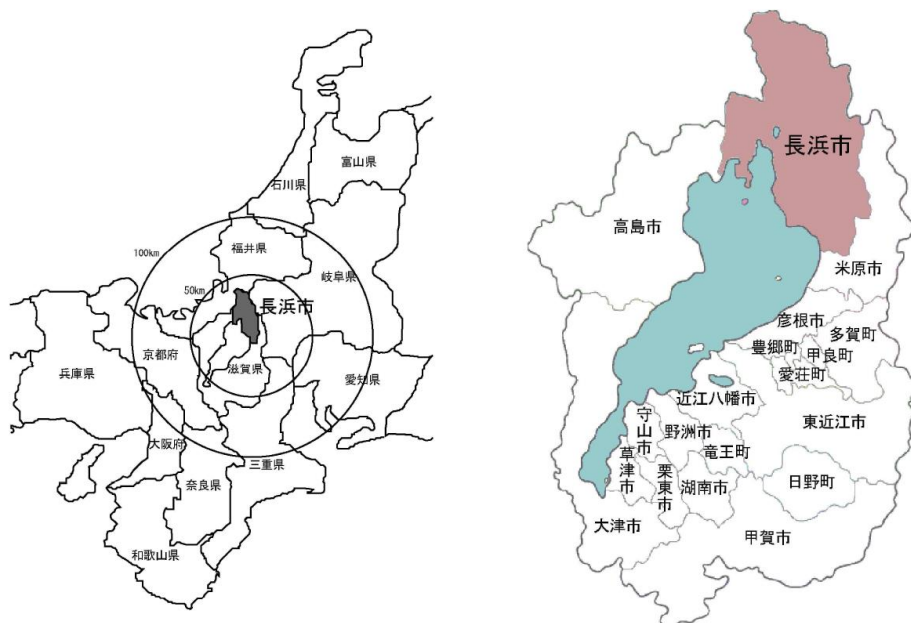 富山県
石川県
100km
福井県
岐阜県
50km
長浜市
京都府
滋賀県
兵庫県
愛知県
大阪府
三重県
奈良県
和歌山県
長浜市
高島市
米原市
彦根市
多賀町
豊郷町
甲良町
愛荘町
近江八幡市
東近江市
守山市
野洲市
竜王町
草津市
栗東市
湖南市
日野町
大津市
甲賀市